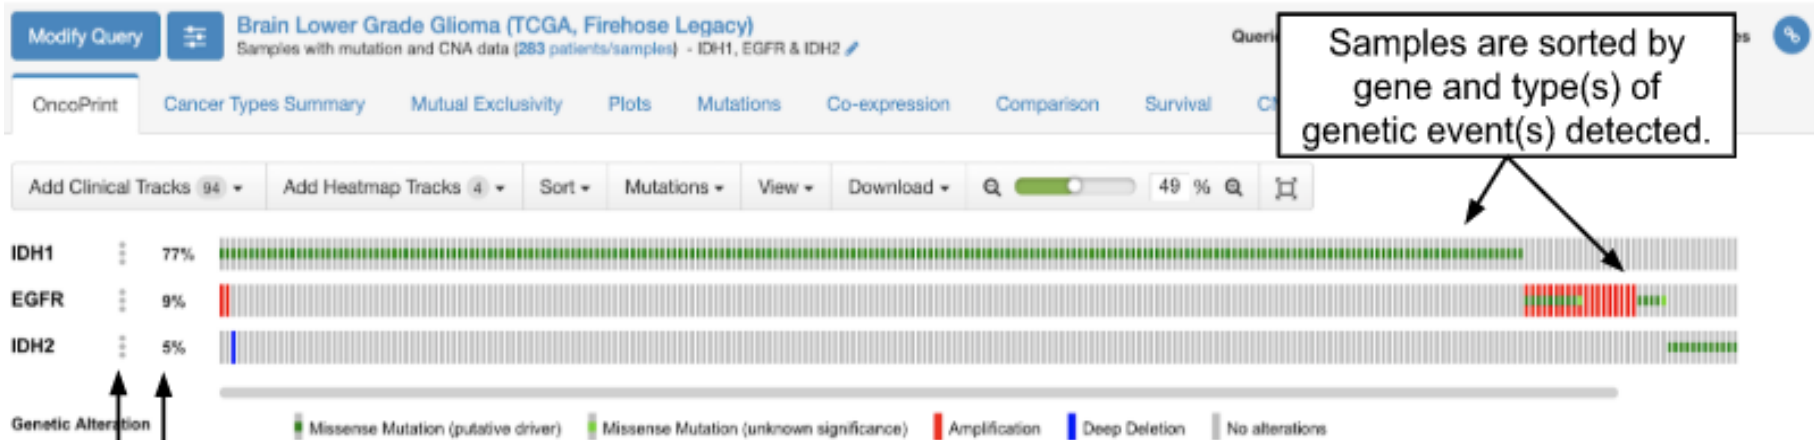 Modify Query
Brain Lower Grade Glioma (TCGA, Firehose Legacy)
Samples with mutation and CNA data (283 patients/samples) - IDH1, EGFR & IDH2
Samples are sorted by
gene and type(s) of
genetic event(s) detected.
OncoPrint Cancer Types Summary Mutual Exclusivity Plots Mutations Co-expression Comparison Survival
Add Clinical Tracks 94 Add Heatmap Tracks 4 Sort Mutations View Download 49 %
IDH1 77%
EGFR 9%
IDH2 5%
Genetic Alteration Missense Mutation (putative driver) Missense Mutation (unknown significance) Amplification Deep Deletion No alterations